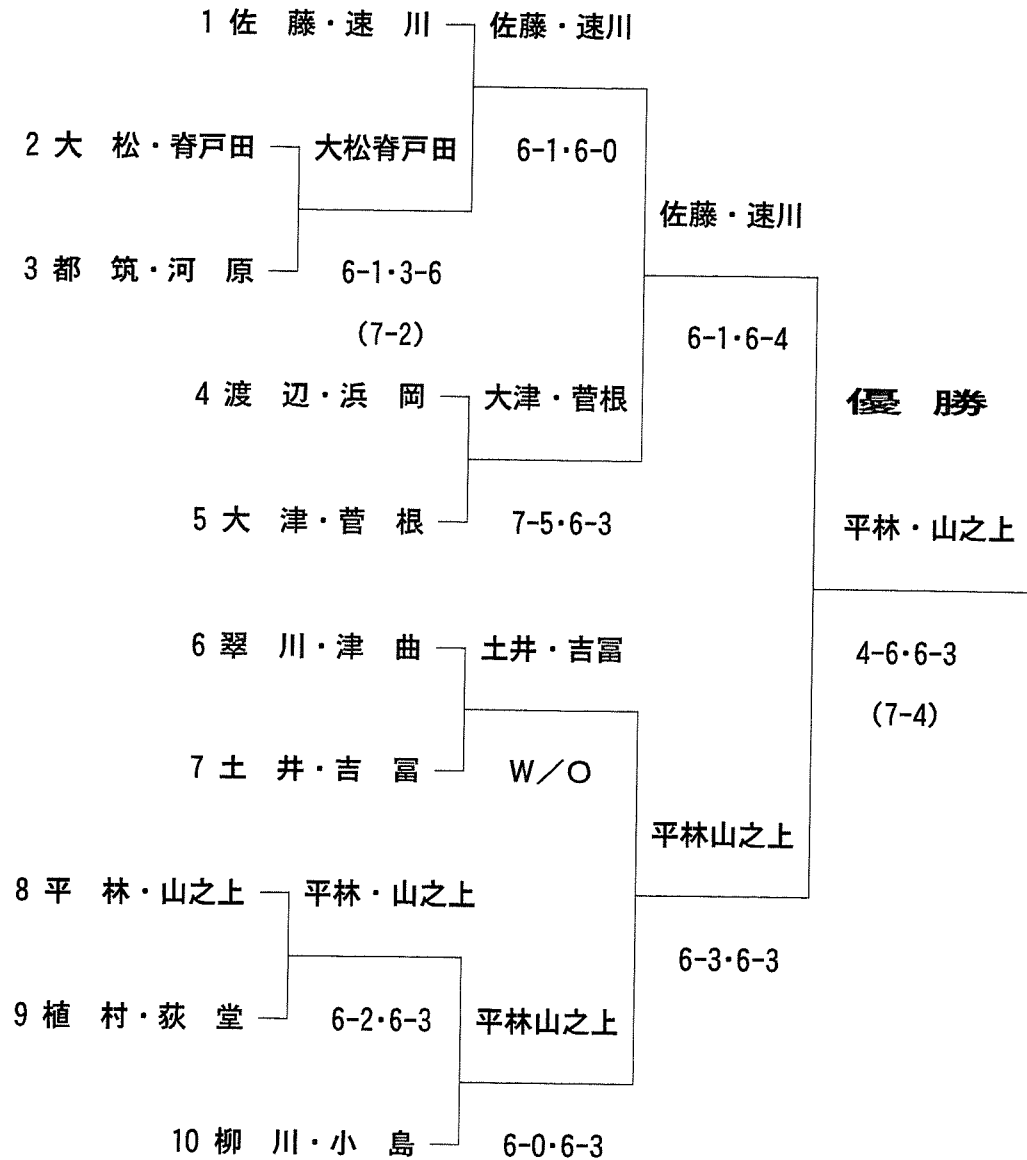 1 佐 藤・速 川 佐藤・速川
2 大 松・脊戸田 大松脊戸田 6-1・6-0
佐藤・速川
3 都 筑・河 原 6-1・3-6
(7-2) 6-1・6-4
4 渡 辺・浜 岡 大津・菅根 優 勝
5 大 津・菅 根 7-5・6-3 平林・山之上
6 翠 川・津 曲 土井・吉冨 4-6・6-3
(7-4)
7 土 井・吉 冨 W/O
平林山之上
8 平 林・山之上 平林・山之上
6-3・6-3
9 植 村・荻 堂 6-2・6-3 平林山之上
10 柳 川・小 島 6-0・6-3